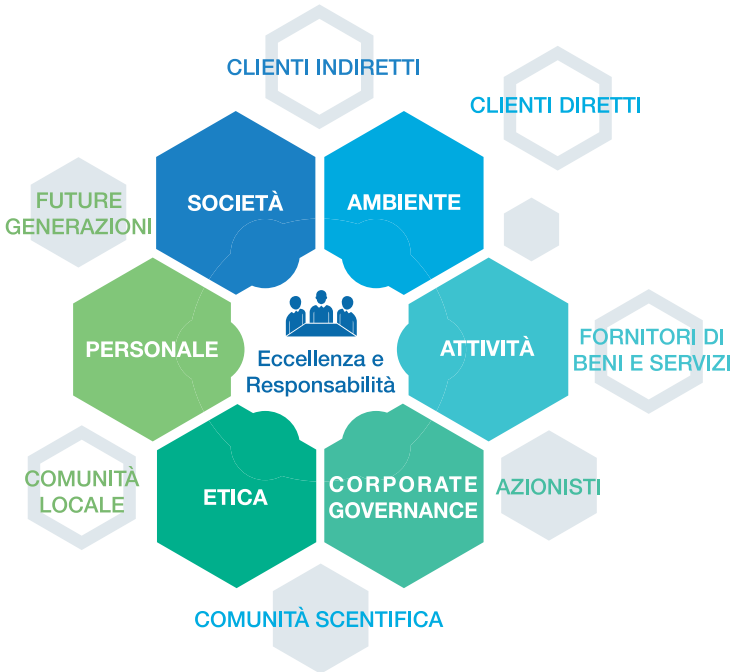 CLIENTI INDIRETTI
CLIENTI DIRETTI
SOCIETÀ
AMBIENTE
FUTURE
GENERAZIONI
PERSONALE
Eccellenza e
Responsabilità
ATTIVITÀ
FORNITORI DI
BENI E SERVIZI
COMUNITÀ
LOCALE
ETICA
CORPORATE
GOVERNANCE
AZIONISTI
COMUNITÀ SCENTIFICA